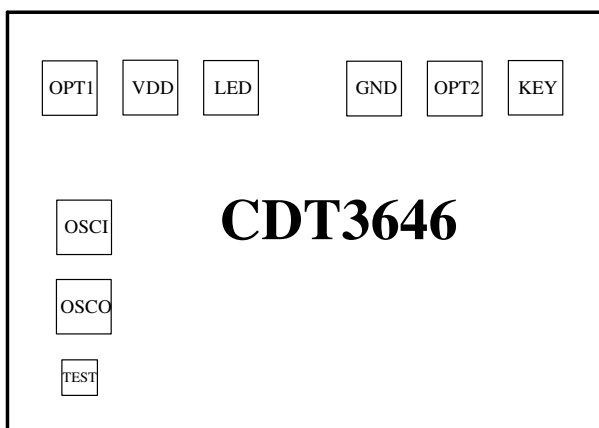 OPT1 VDD LED GND OPT2 KEY
OSCI
CDT3646
OSCO
TEST